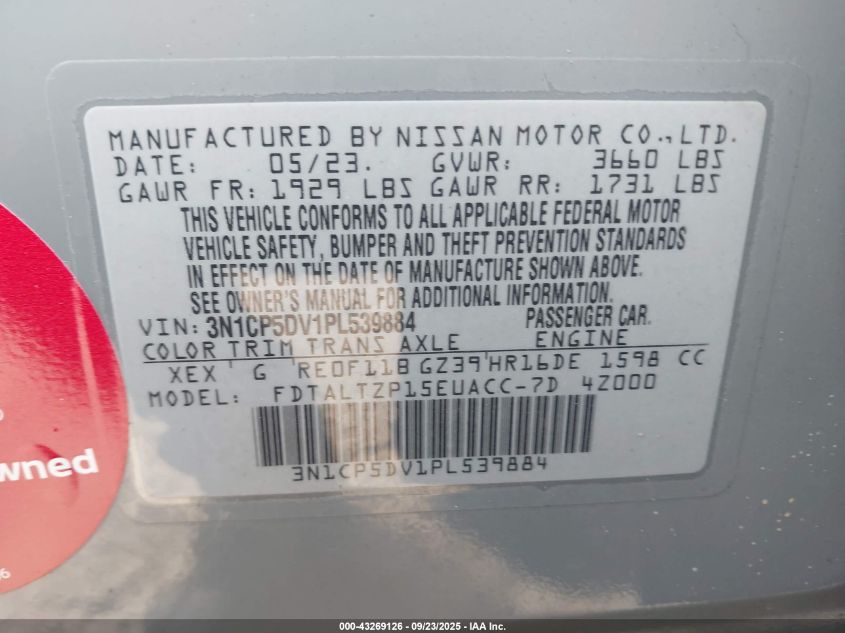 MANUFACTURED BY NISSAN MOTOR CO.,LTD.
DATE: 05/23. GVWR: 3660 LBS
GAWR FR: 1929 LBS GAWR RR: 1731 LBS
THIS VEHICLE CONFORMS TO ALL APPLICABLE FEDERAL MOTOR
VEHICLE SAFETY, BUMPER AND THEFT PREVENTION STANDARDS
IN EFFECT ON THE DATE OF MANUFACTURE SHOWN ABOVE.
SEE OWNER'S MANUAL FOR ADDITIONAL INFORMATION.
VIN: 3N1CP5DV1PL539884 PASSENGER CAR.
COLOR TRIM TRANS AXLE ENGINE
XEX G RE0F11B GZ39 HR16DE 1598 CC
MODEL: FDTALTZP15EUACC-7D 4Z000
3N1CP5DV1PL539884
wned
000-43269126 - 09/23/2025 - IAA Inc.